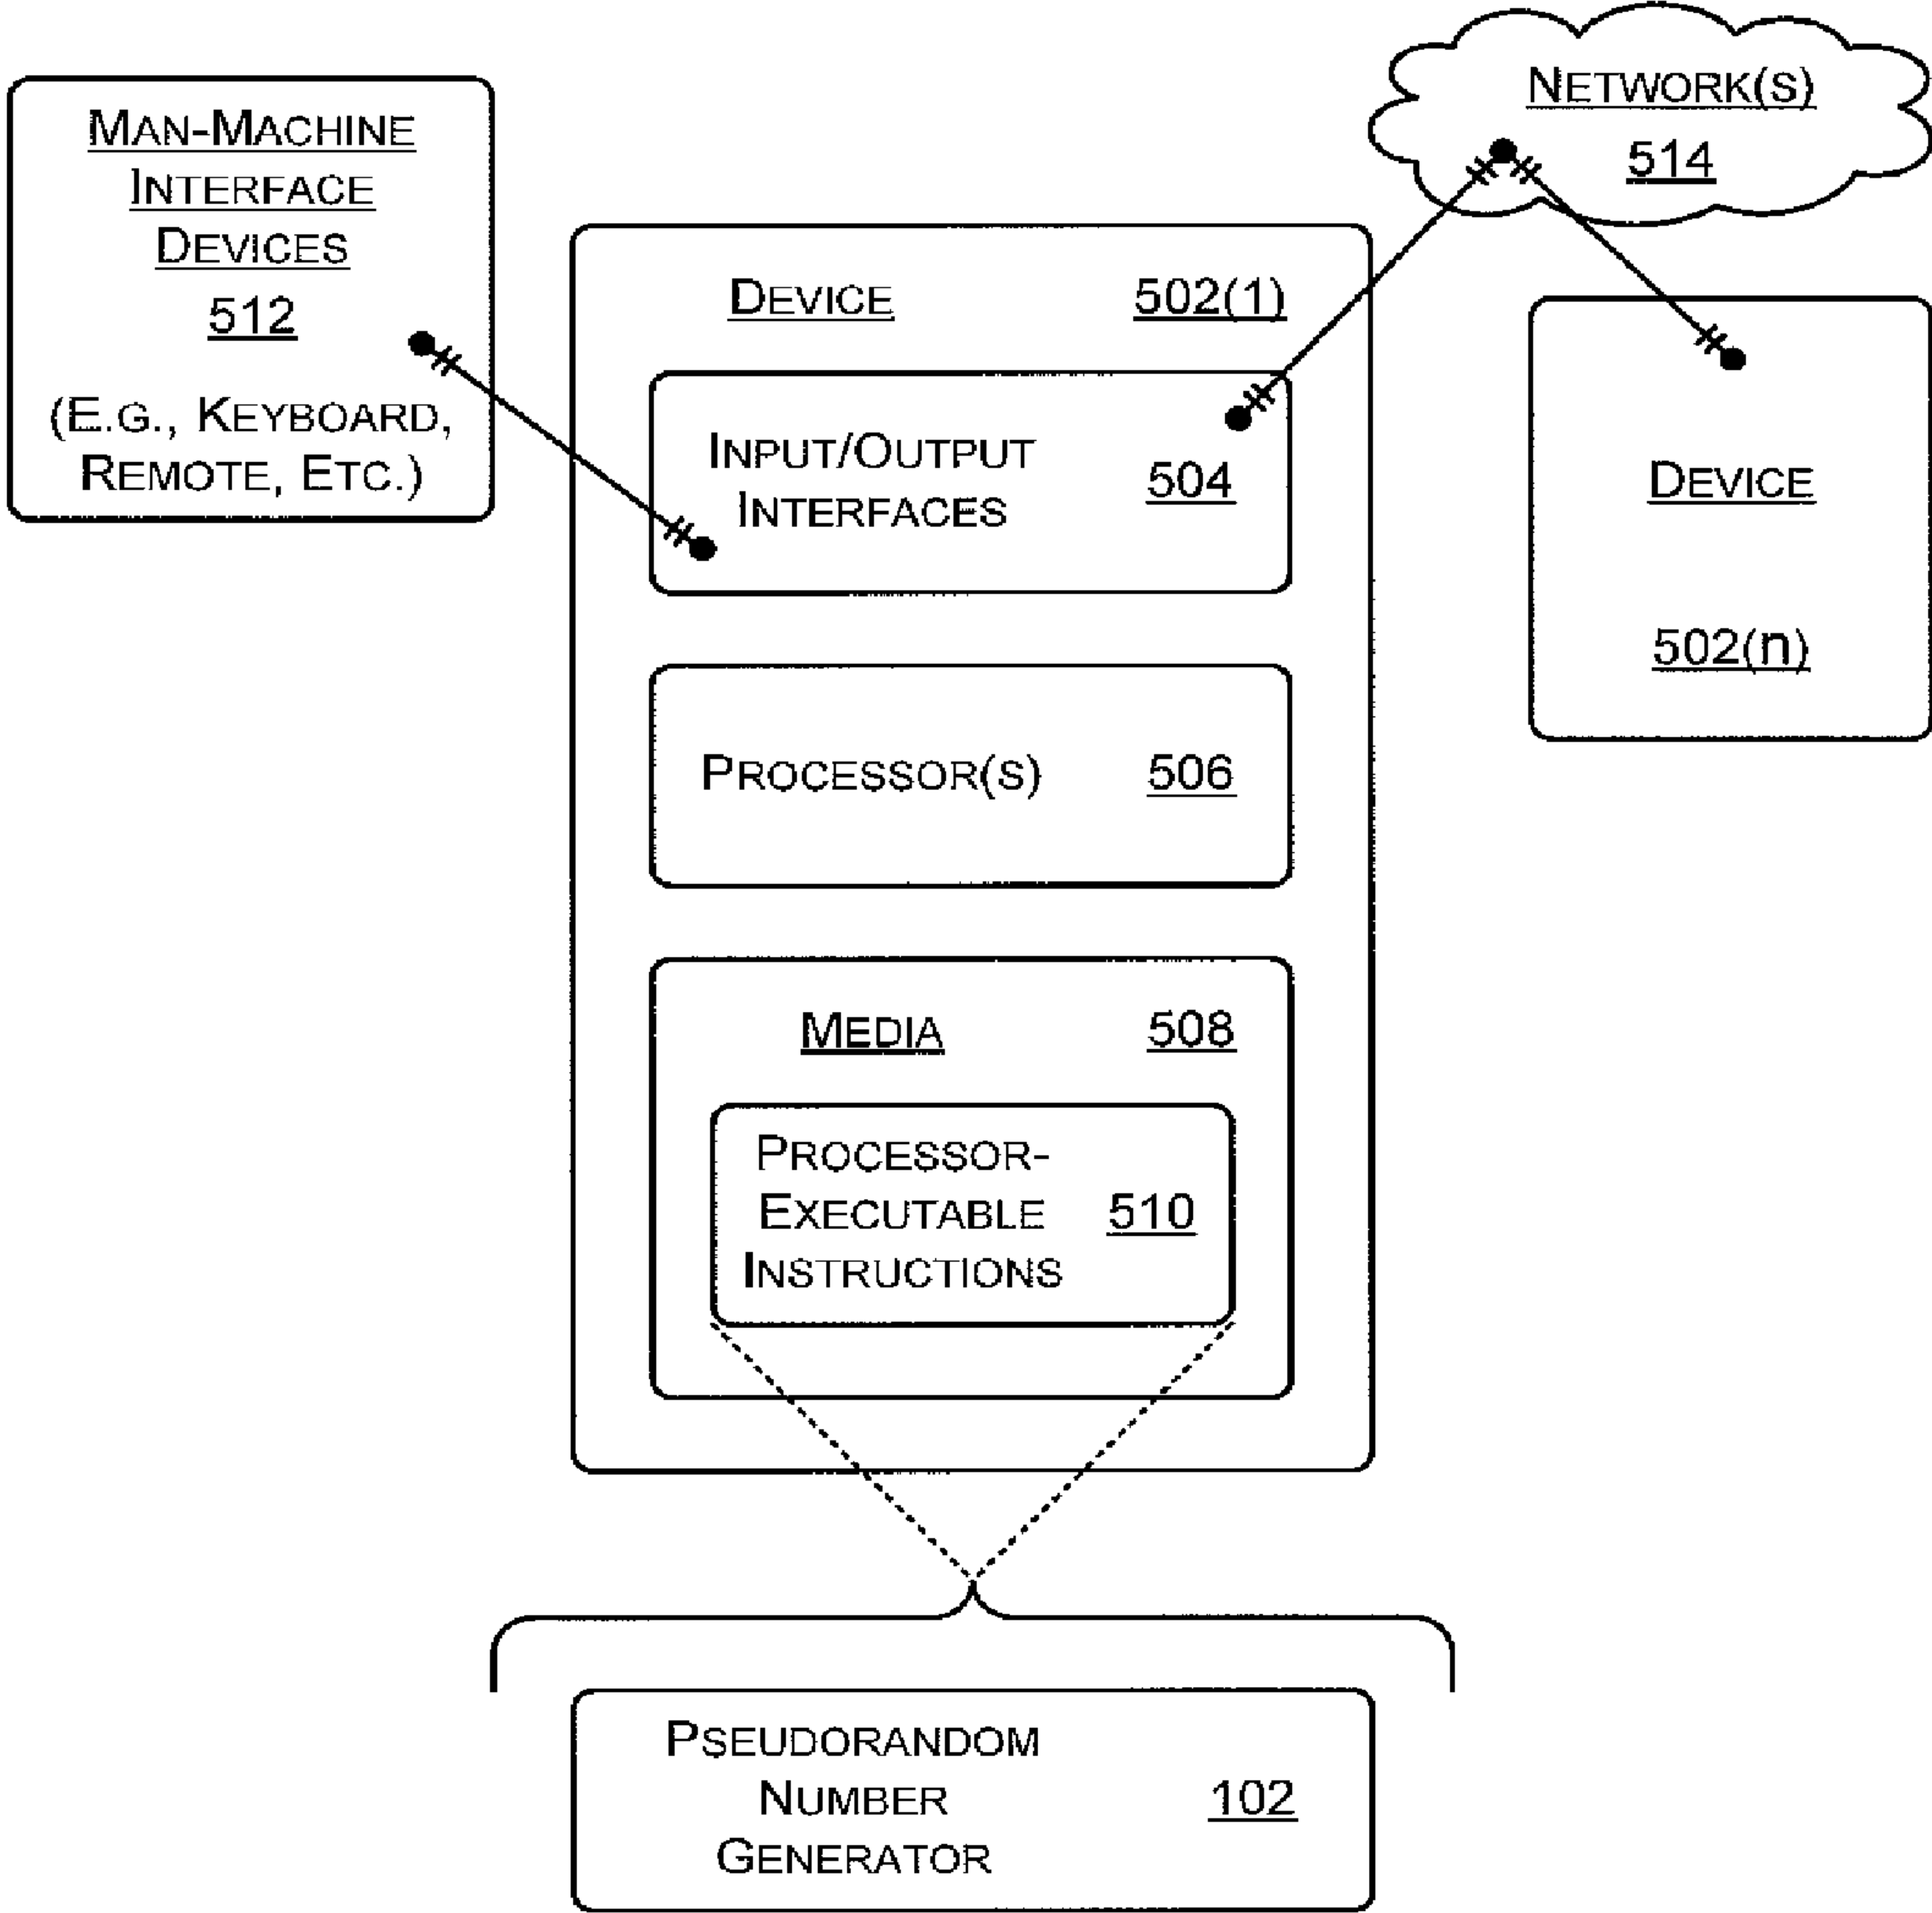 MAN-MACHINE
INTERFACE
DEVICES
512
(E.G., KEYBOARD,
REMOTE, ETC.)
NETWORK(S)
514
DEVICE 502(1)
INPUT/OUTPUT
INTERFACES
504
DEVICE
502(n)
PROCESSOR(S) 506
MEDIA 508
PROCESSOR-
EXECUTABLE
INSTRUCTIONS
510
PSEUDORANDOM
NUMBER
GENERATOR
102